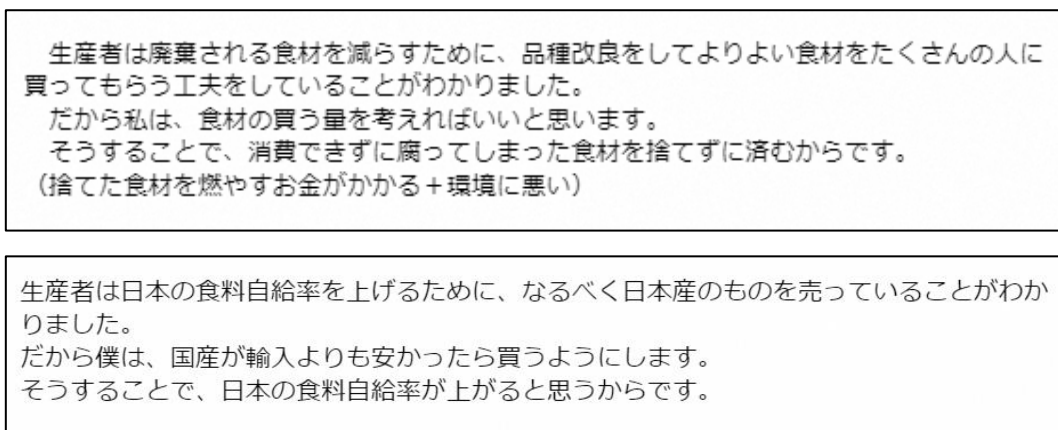 生産者は廃棄される食材を減らすために、品種改良をしてよりよい食材をたくさんの人に
買ってもらう工夫をしていることがわかりました。
　だから私は、食材の買う量を考えればいいと思います。
　そうすることで、消費できずに腐ってしまった食材を捨てずに済むからです。
（捨てた食材を燃やすお金がかかる＋環境に悪い）
生産者は日本の食料自給率を上げるために、なるべく日本産のものを売っていることがわか
りました。
だから僕は、国産が輸入よりも安かったら買うようにします。
そうすることで、日本の食料自給率が上がると思うからです。